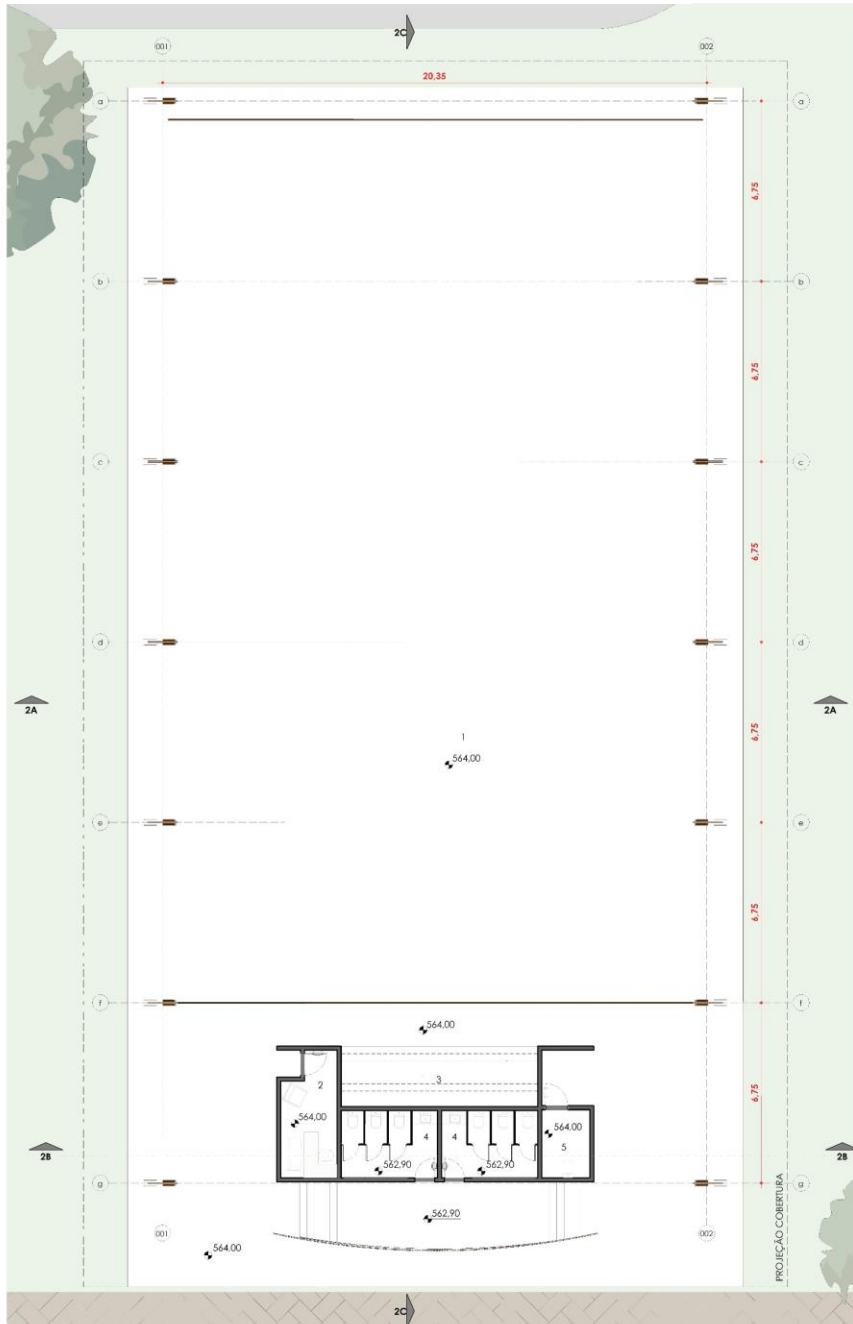 2C
001
002
20,35
a
a
6,75
b
b
6,75
c
c
6,75
d
d
2A
2A
6,75
1
564,00
e
e
6,75
f
f
564,00
6,75
2
3
564,00
4
4
564,00
5
562,90
562,90
2B
2B
g
g
562,90
001
002
564,00
PROJEÇÃO COBERTURA
2C